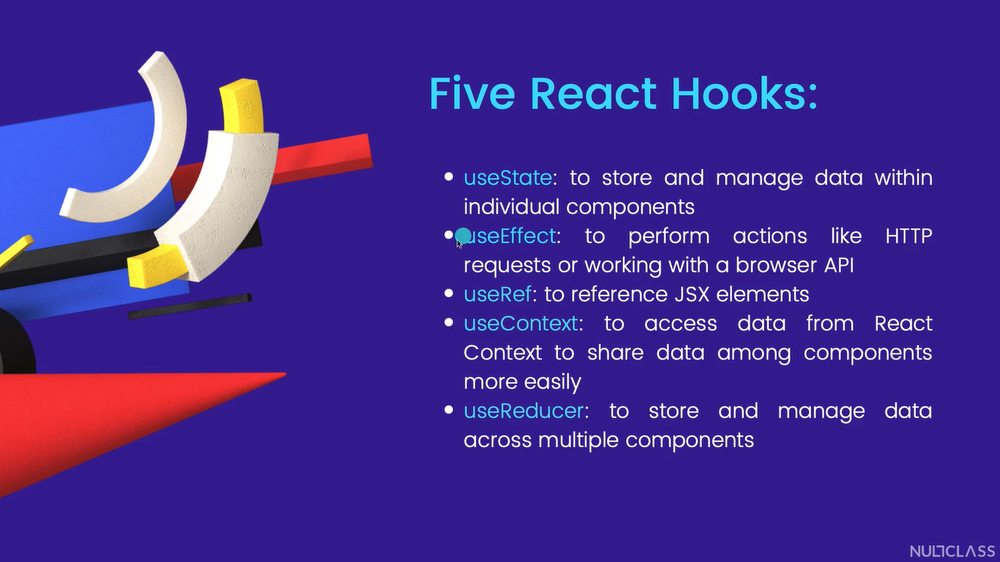 Five React Hooks:
• useState: to store and manage data within
individual components
• useEffect: to perform actions like HTTP
requests or working with a browser API
• useRef: to reference JSX elements
• useContext: to access data from React
Context to share data among components
more easily
• useReducer: to store and manage data
across multiple components
NULLCLASS